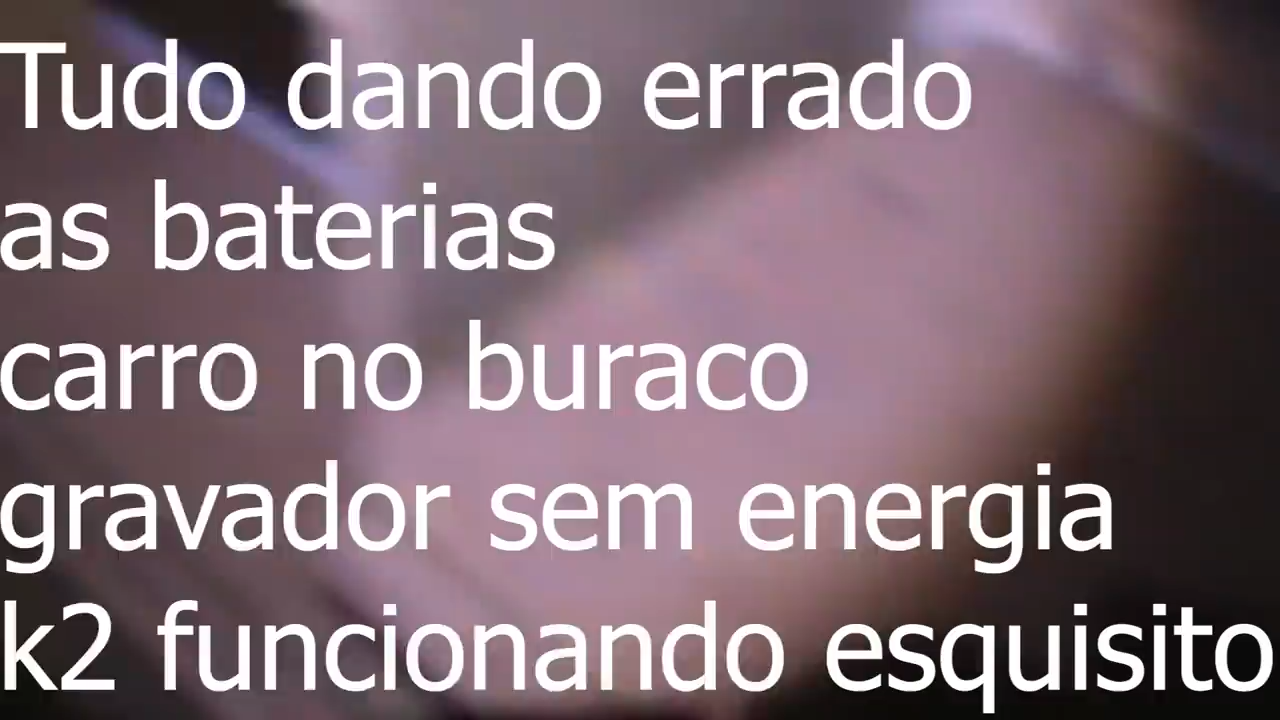 Tudo dando errado
as baterias
carro no buraco
gravador sem energia
k2 funcionando esquisito